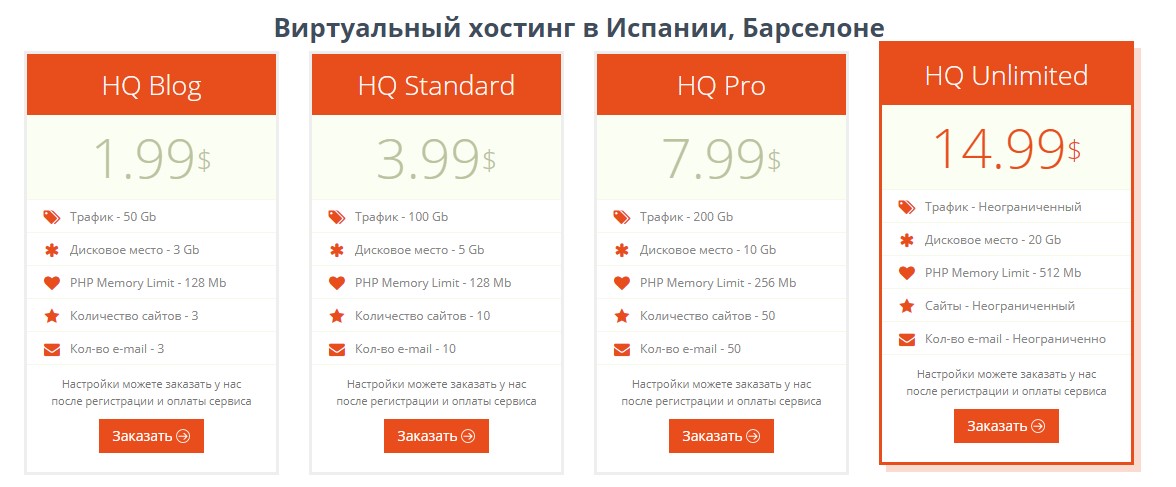 Виртуальный хостинг в Испании, Барселоне
HQ Blog
1.99$
Трафик - 50 Gb
Дисковое место - 3 Gb
PHP Memory Limit - 128 Mb
Количество сайтов - 3
Кол-во e-mail - 3
Настройки можете заказать у нас
после регистрации и оплаты сервиса
Заказать
HQ Standard
3.99$
Трафик - 100 Gb
Дисковое место - 5 Gb
PHP Memory Limit - 128 Mb
Количество сайтов - 10
Кол-во e-mail - 10
Настройки можете заказать у нас
после регистрации и оплаты сервиса
Заказать
HQ Pro
7.99$
Трафик - 200 Gb
Дисковое место - 10 Gb
PHP Memory Limit - 256 Mb
Количество сайтов - 50
Кол-во e-mail - 50
Настройки можете заказать у нас
после регистрации и оплаты сервиса
Заказать
HQ Unlimited
14.99$
Трафик - Неограниченный
Дисковое место - 20 Gb
PHP Memory Limit - 512 Mb
Сайты - Неограниченный
Кол-во e-mail - Неограниченно
Настройки можете заказать у нас
после регистрации и оплаты сервиса
Заказать